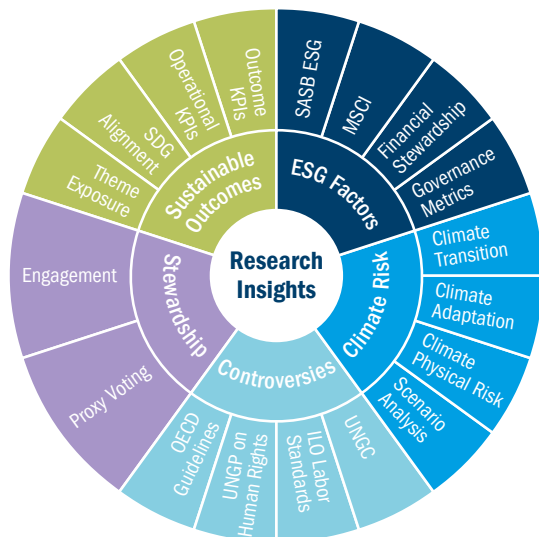 Research
Insights
ESG Factors
SASB ESG
MSCI
Financial
Stewardship
Governance
Metrics
Climate Risk
Climate
Transition
Climate
Adaptation
Climate
Physical Risk
Scenario
Analysis
Controversies
UNGC
ILO Labor
Standards
UNGP on
Human Rights
OECD
Guidelines
Stewardship
Proxy Voting
Engagement
Sustainable
Outcomes
Theme
Exposure
SDG
Alignment
Operational
KPIs
Outcome
KPIs